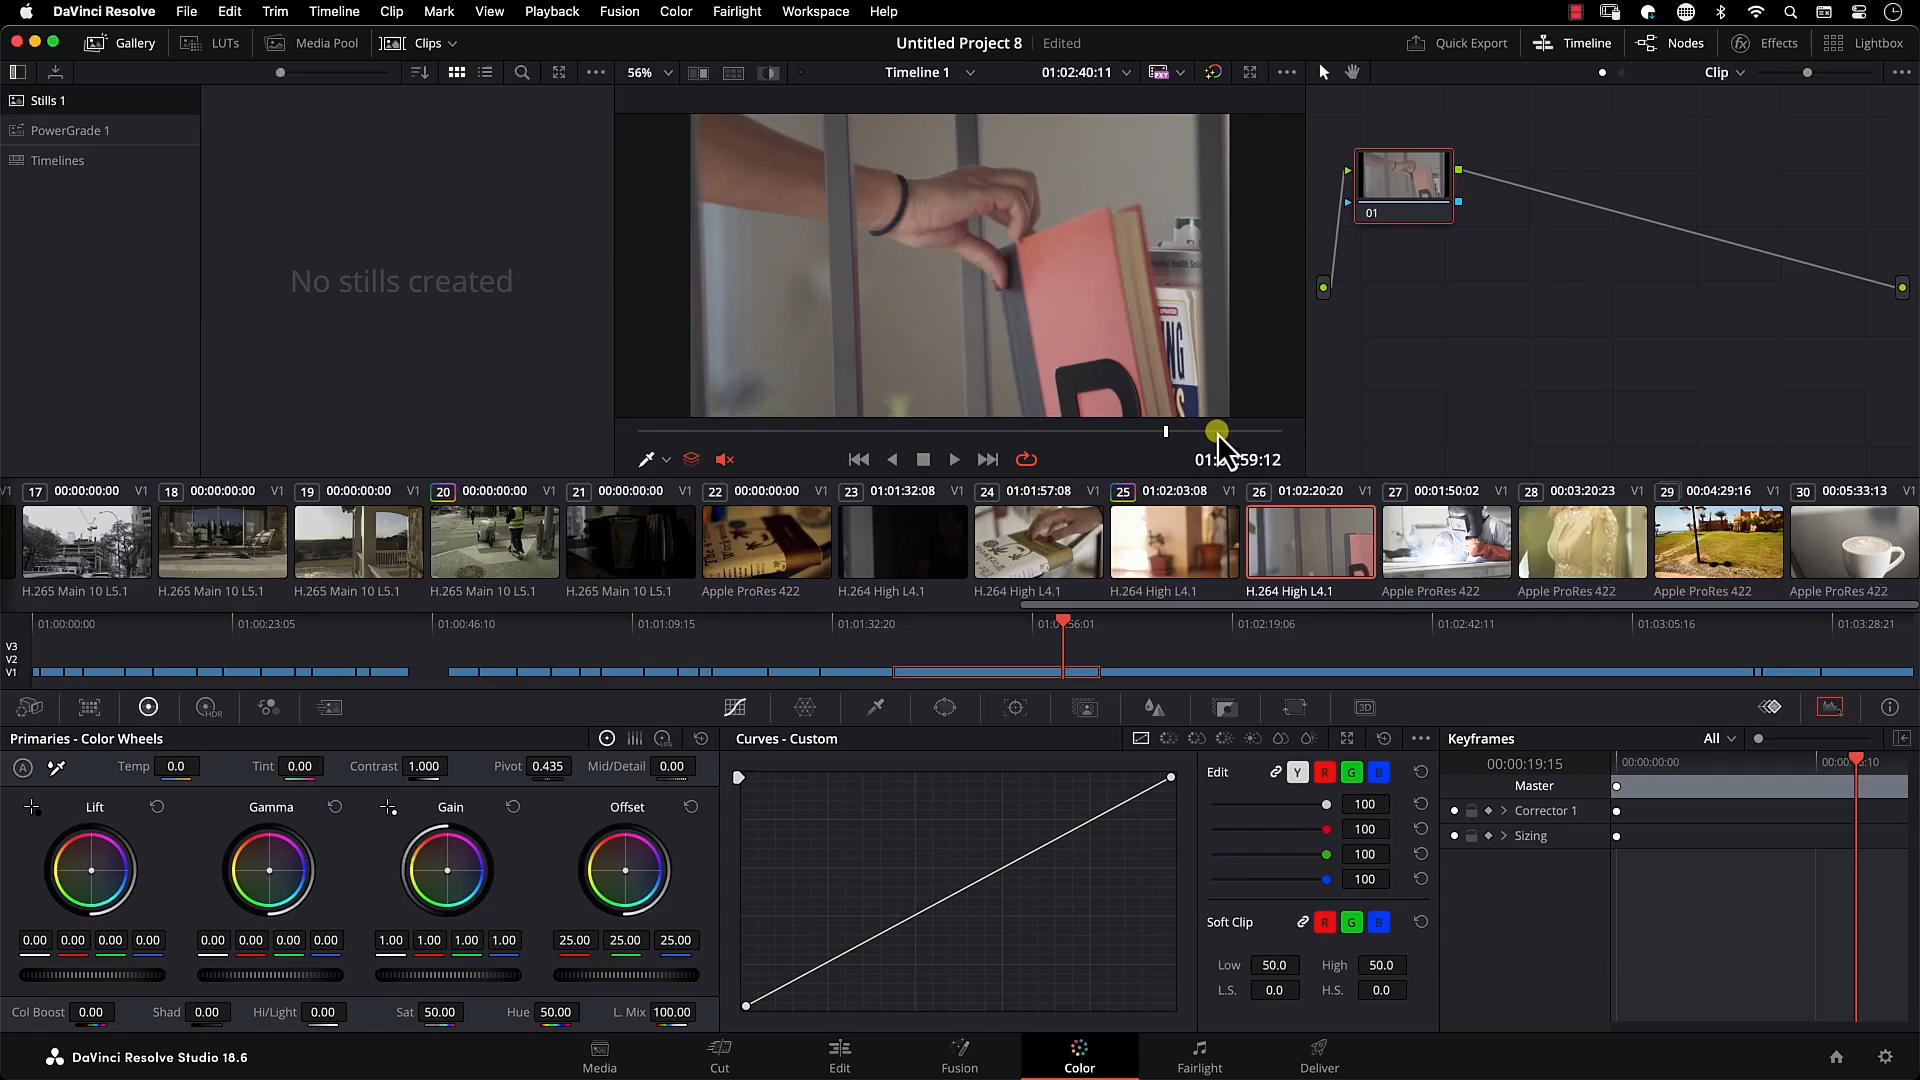 DaVinci Resolve File Edit Trim Timeline Clip Mark View Playback Fusion Color Fairlight Workspace Help
Gallery LUTs Media Pool Clips Untitled Project 8 Edited Quick Export Timeline Nodes Effects Lightbox
56% Timeline 1 01:02:40:11 Clip
Stills 1
PowerGrade 1
Timelines
No stills created
01
D
01: 59:12
V1 17 00:00:00:00 V1 18 00:00:00:00 V1 19 00:00:00:00 V1 20 00:00:00:00 V1 21 00:00:00:00 V1 22 00:00:00:00 V1 23 01:01:32:08 V1 24 01:01:57:08 V1 25 01:02:03:08 V1 26 01:02:20:20 V1 27 00:01:50:02 V1 28 00:03:20:23 V1 29 00:04:29:16 V1 30 00:05:33:13 V1
H.265 Main 10 L5.1 H.265 Main 10 L5.1 H.265 Main 10 L5.1 H.265 Main 10 L5.1 H.265 Main 10 L5.1 Apple ProRes 422 H.264 High L4.1 H.264 High L4.1 H.264 High L4.1 H.264 High L4.1 Apple ProRes 422 Apple ProRes 422 Apple ProRes 422 Apple ProRes 422
01:00:00:00 01:00:23:05 01:00:46:10 01:01:09:15 01:01:32:20 56:01 01:02:19:06 01:02:42:11 01:03:05:16 01:03:28:21
V3
V2
V1
HDR 3D
Primaries - Color Wheels LOG Curves - Custom Keyframes All
A Temp 0.0 Tint 0.00 Contrast 1.000 Pivot 0.435 Mid/Detail 0.00
Lift Gamma Gain Offset
0.00 0.00 0.00 0.00 0.00 0.00 0.00 0.00 1.00 1.00 1.00 1.00 25.00 25.00 25.00
Col Boost 0.00 Shad 0.00 Hi/Light 0.00 Sat 50.00 Hue 50.00 L. Mix 100.00
Edit Y R G B
100
100
100
100
Soft Clip R G B
Low 50.0 High 50.0
L.S. 0.0 H.S. 0.0
00:00:19:15 00:00:00:00
Master
Corrector 1
Sizing
DaVinci Resolve Studio 18.6 Media Cut Edit Fusion Color Fairlight Deliver